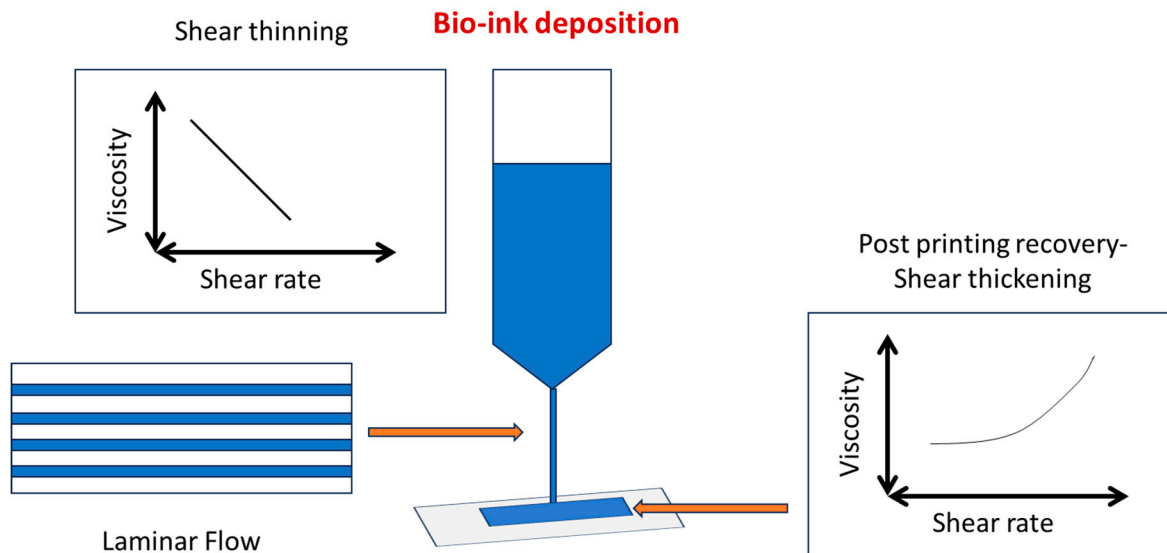 Bio-ink deposition
Shear thinning
Viscosity
Shear rate
Laminar Flow
Post printing recovery-
Shear thickening
Viscosity
Shear rate